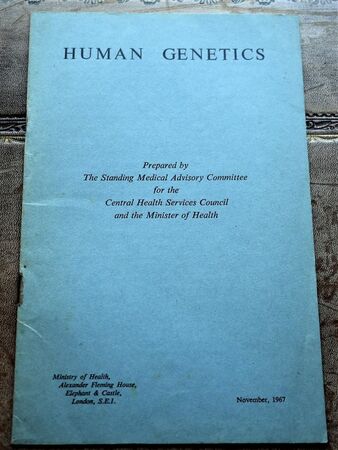 HUMAN GENETICS
Prepared by
The Standing Medical Advisory Committee
for the
Central Health Services Council
and the Minister of Health
Ministry of Health,
Alexander Fleming House,
Elephant & Castle,
London, S.E.1.
November, 1967